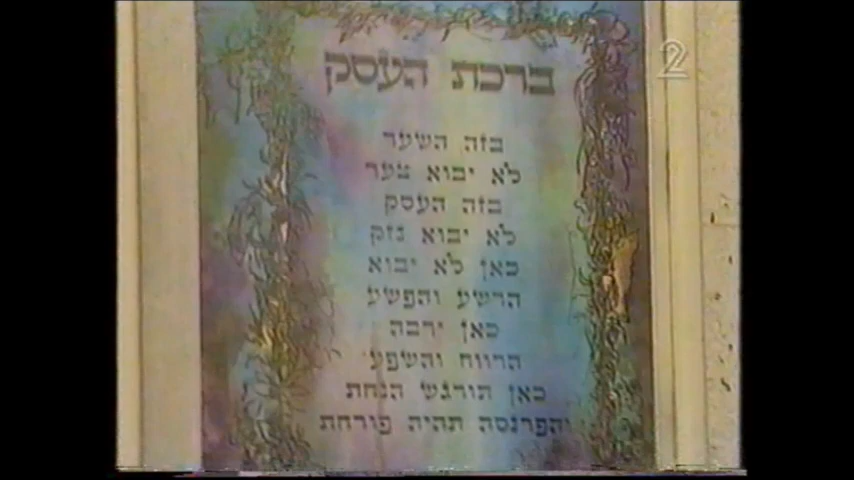 ברכת העסק
2
בזה השער
לא יבוא צער
בזה העסק
לא יבוא נזק
כאן לא יבוא
הרשע והפשע
כאן ירבה
הרווח והשפע
כאן תורגש הנחת
והפרנסה תהיה פורחת